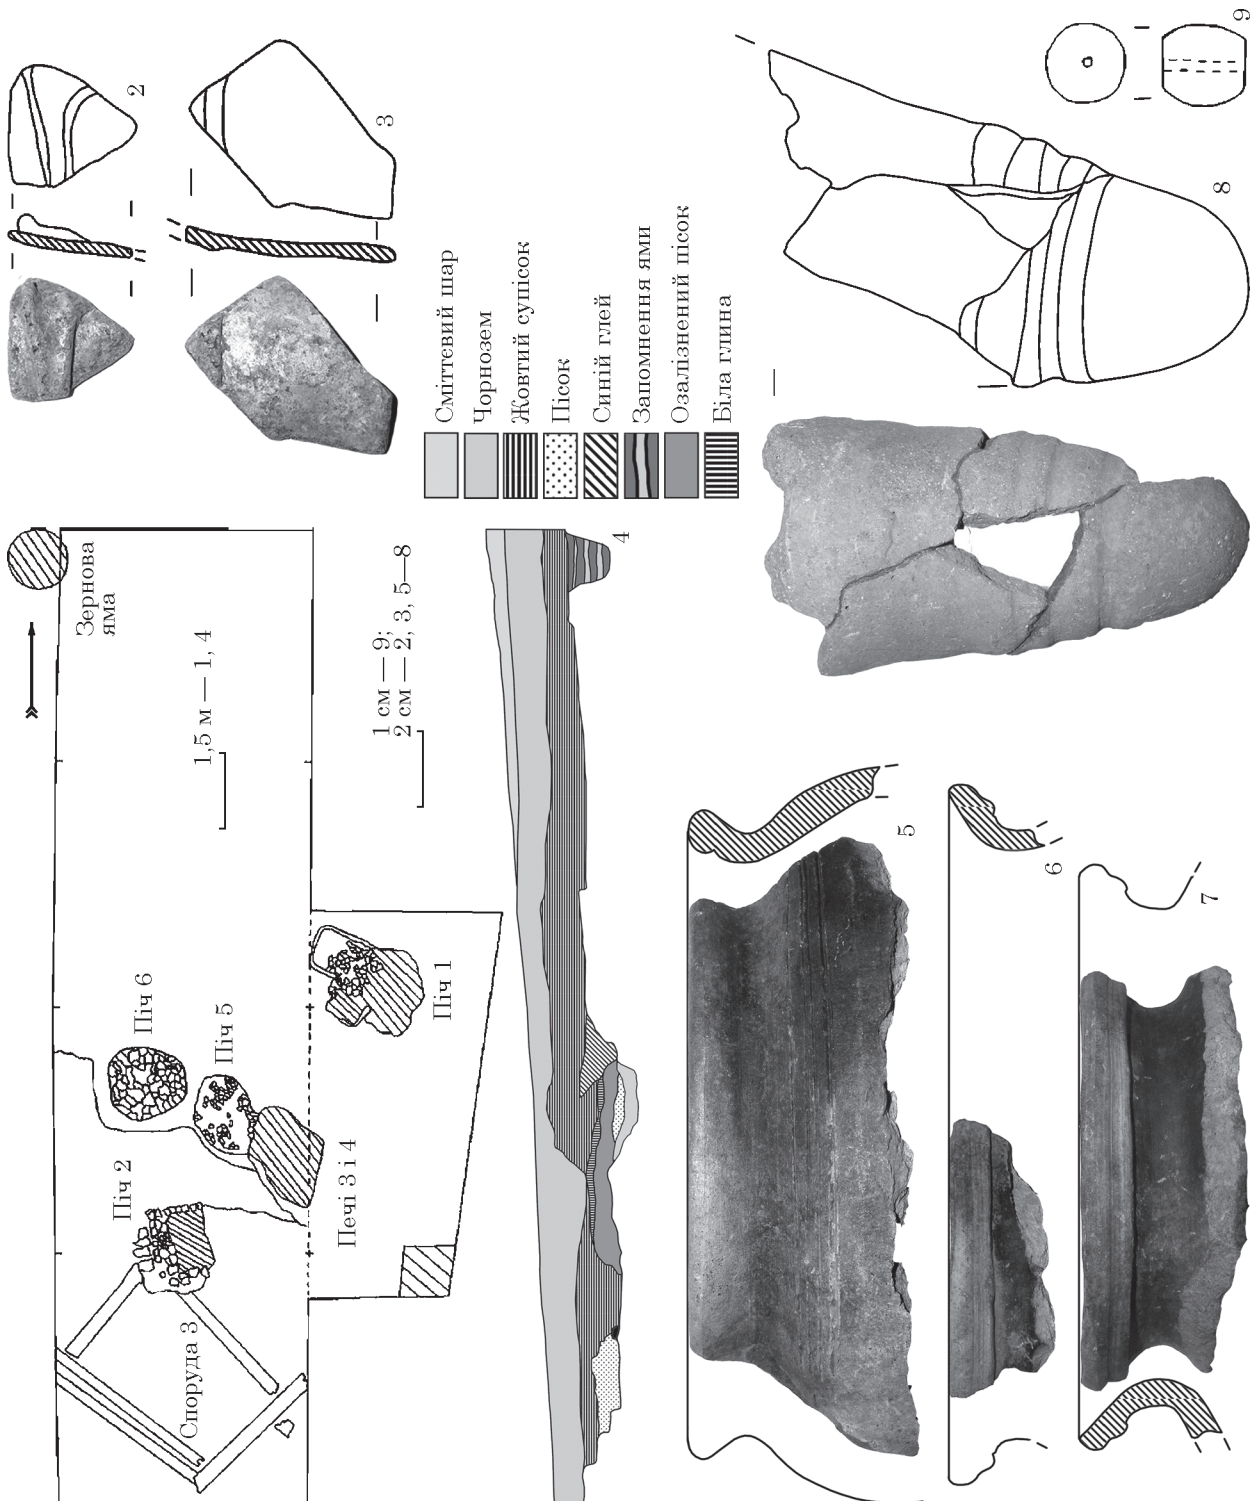 Зернова
яма
1,5 м — 1, 4
Піч 6
Піч 5
Піч 2
Печі 3 і 4
Піч 1
Споруда 3
1 см — 9;
2 см — 2, 3, 5—8
2
3
Сміттєвий шар
Чорнозем
Жовтий супісок
Пісок
Синій глей
Запомнення ями
Озалізнений пісок
Біла глина
4
5
6
7
8
9